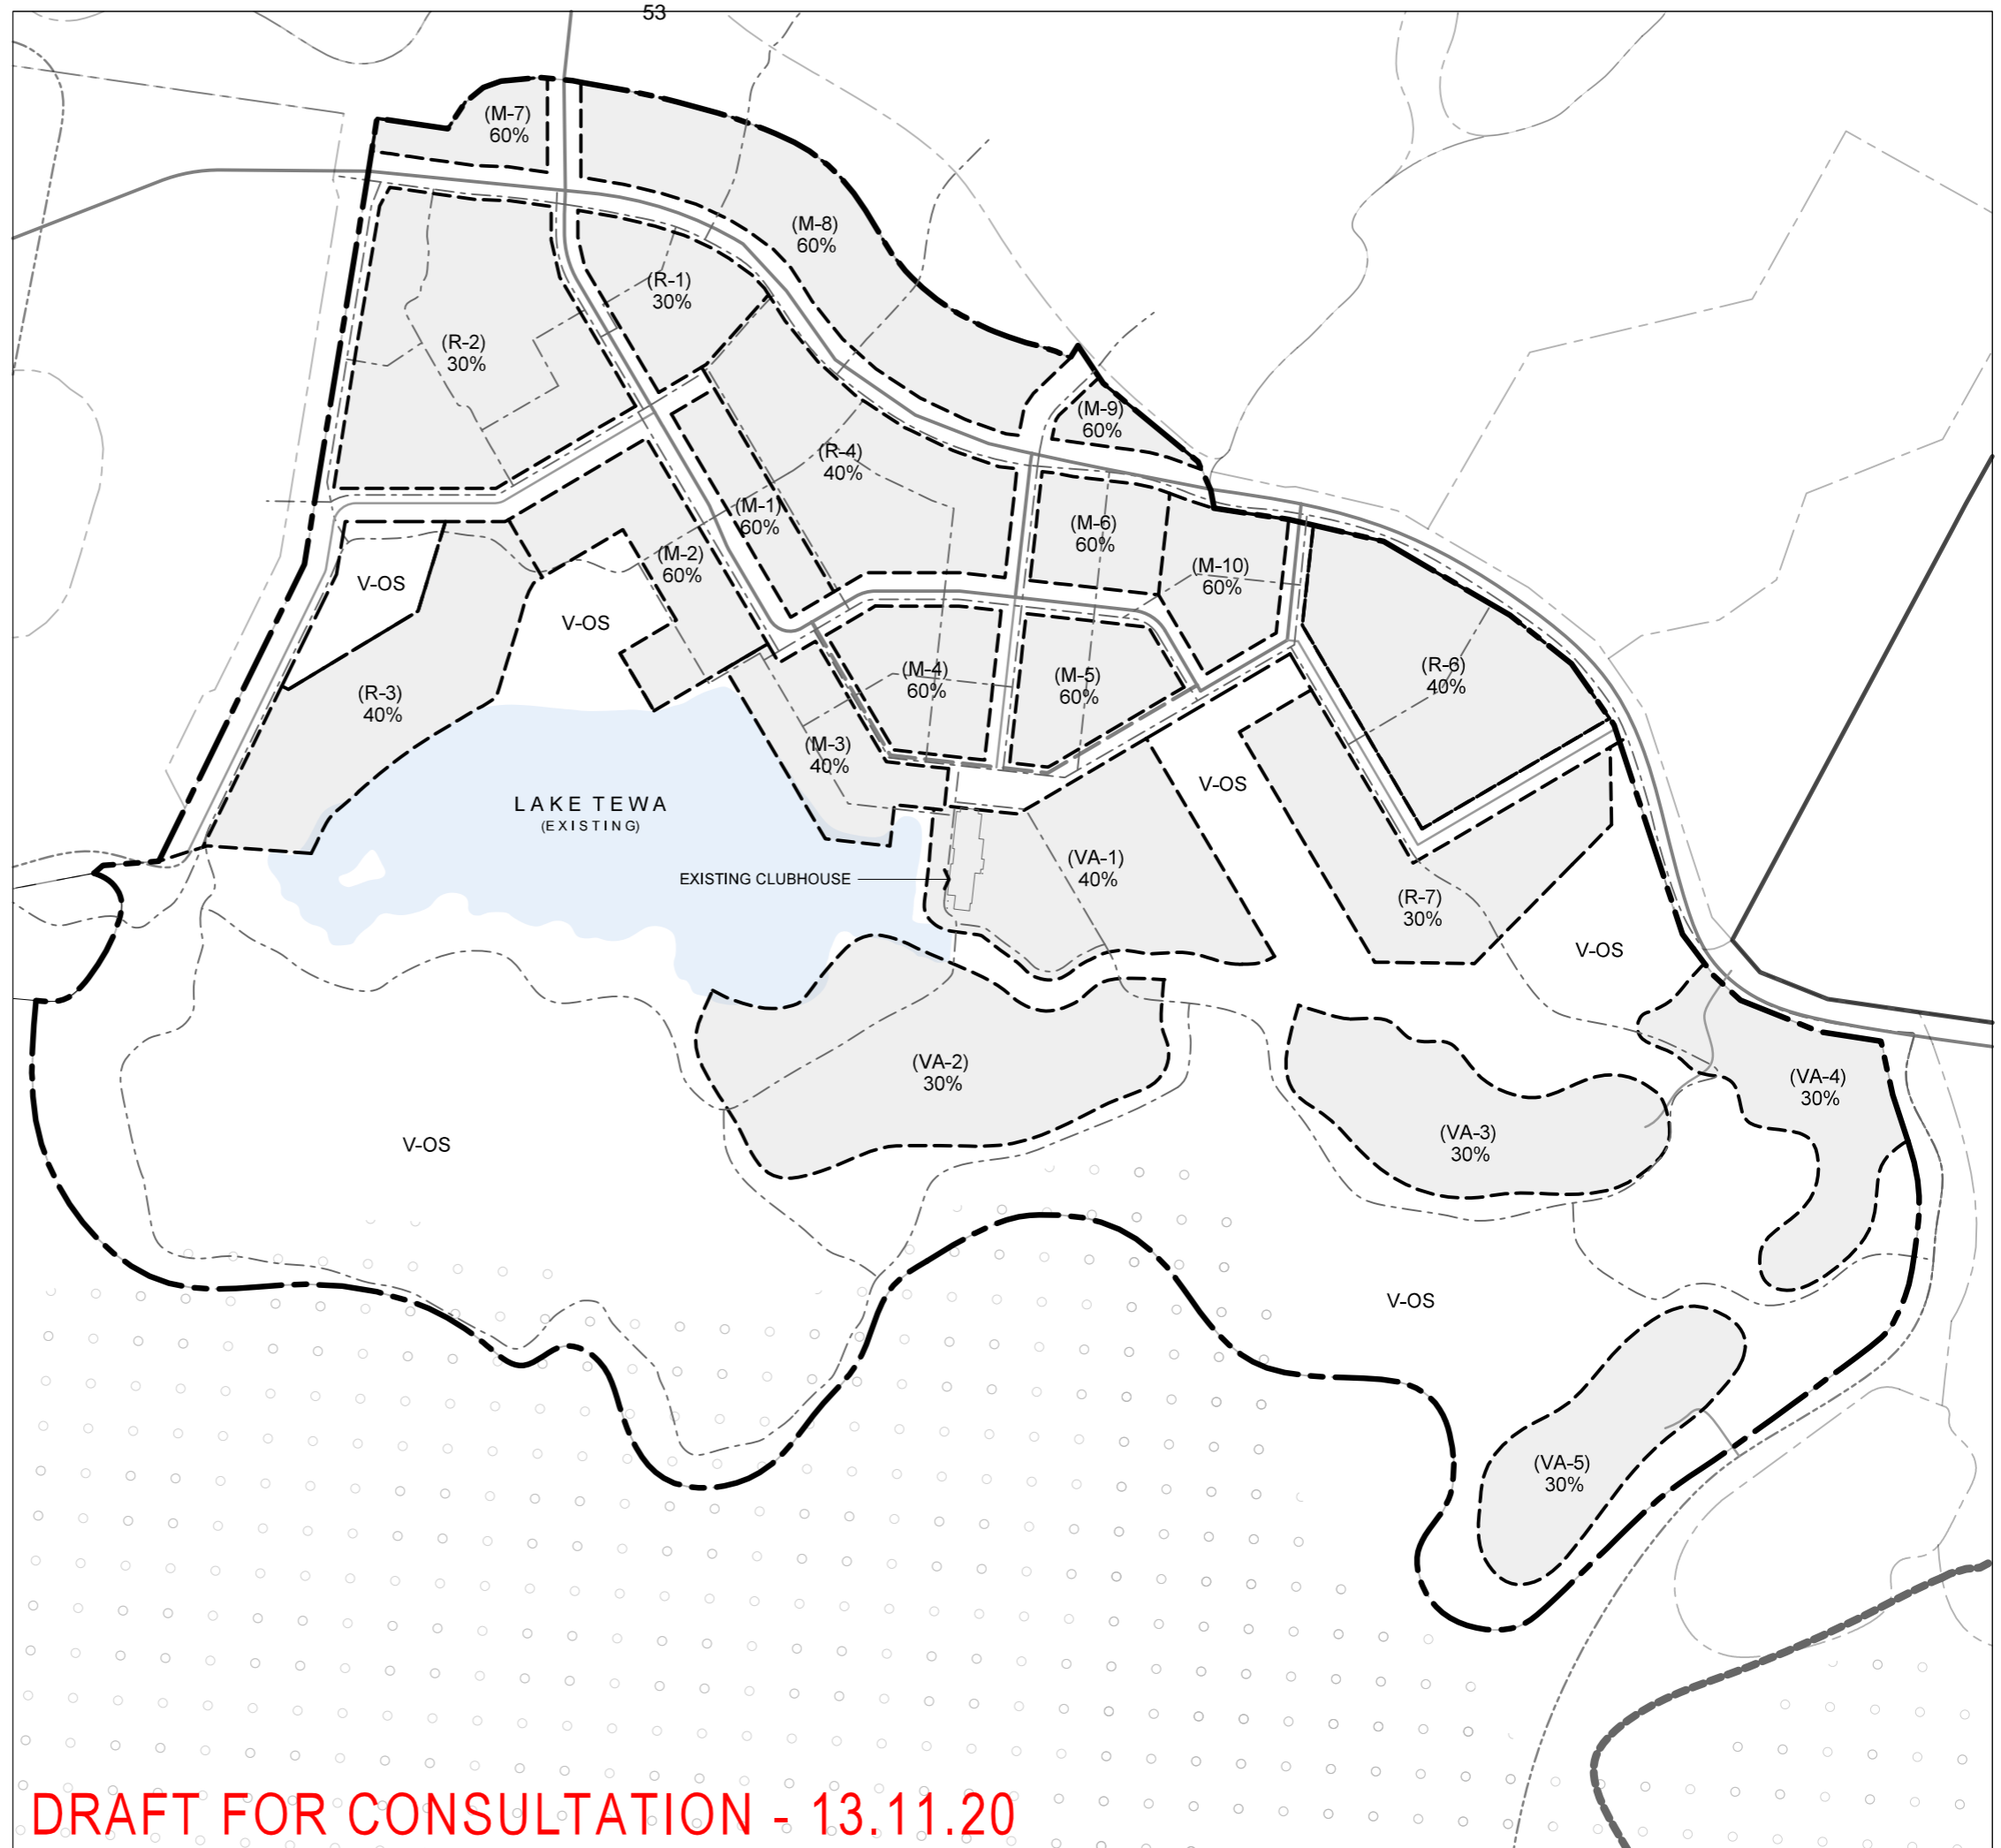 53
(M-7)
60%
(M-8)
60%
(R-1)
30%
(R-2)
30%
(M-9)
60%
(R-4)
40%
(M-1)
60%
(M-6)
60%
(M-2)
60%
(M-10)
60%
V-OS
V-OS
(M-4)
60%
(M-5)
60%
(R-6)
40%
(R-3)
40%
(M-3)
40%
V-OS
LAKE TEWA
(EXISTING)
EXISTING CLUBHOUSE
(VA-1)
40%
(R-7)
30%
V-OS
(VA-2)
30%
(VA-4)
30%
(VA-3)
30%
V-OS
V-OS
(VA-5)
30%
DRAFT FOR CONSULTATION - 13.11.20